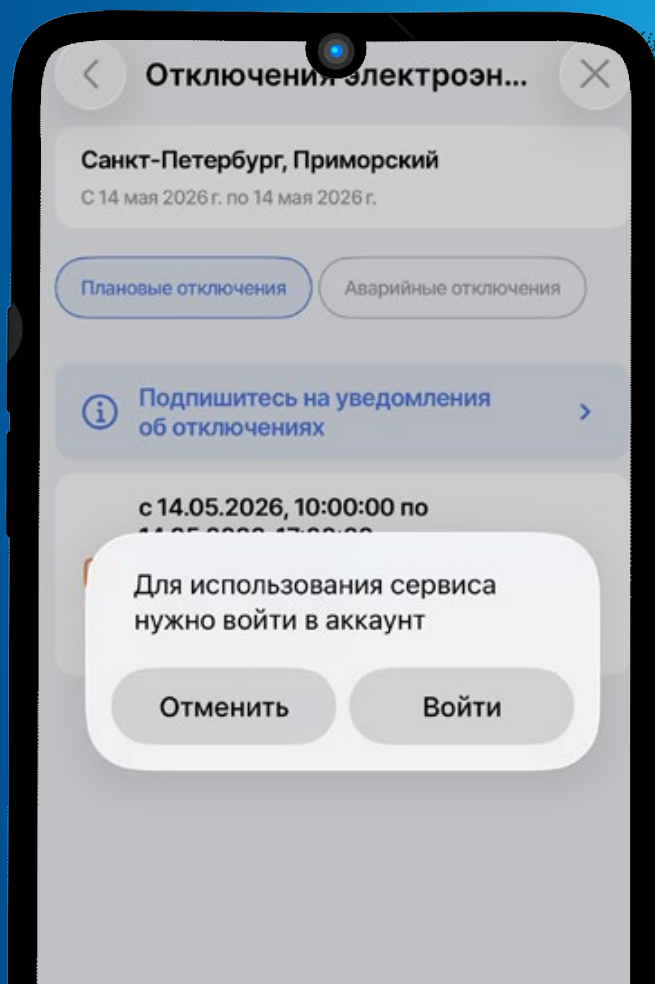 Отключения электроэн...
Санкт-Петербург, Приморский
С 14 мая 2026 г. по 14 мая 2026 г.
Плановые отключения
Аварийные отключения
Подпишитесь на уведомления
об отключениях
с 14.05.2026, 10:00:00 по
Для использования сервиса
нужно войти в аккаунт
Отменить
Войти